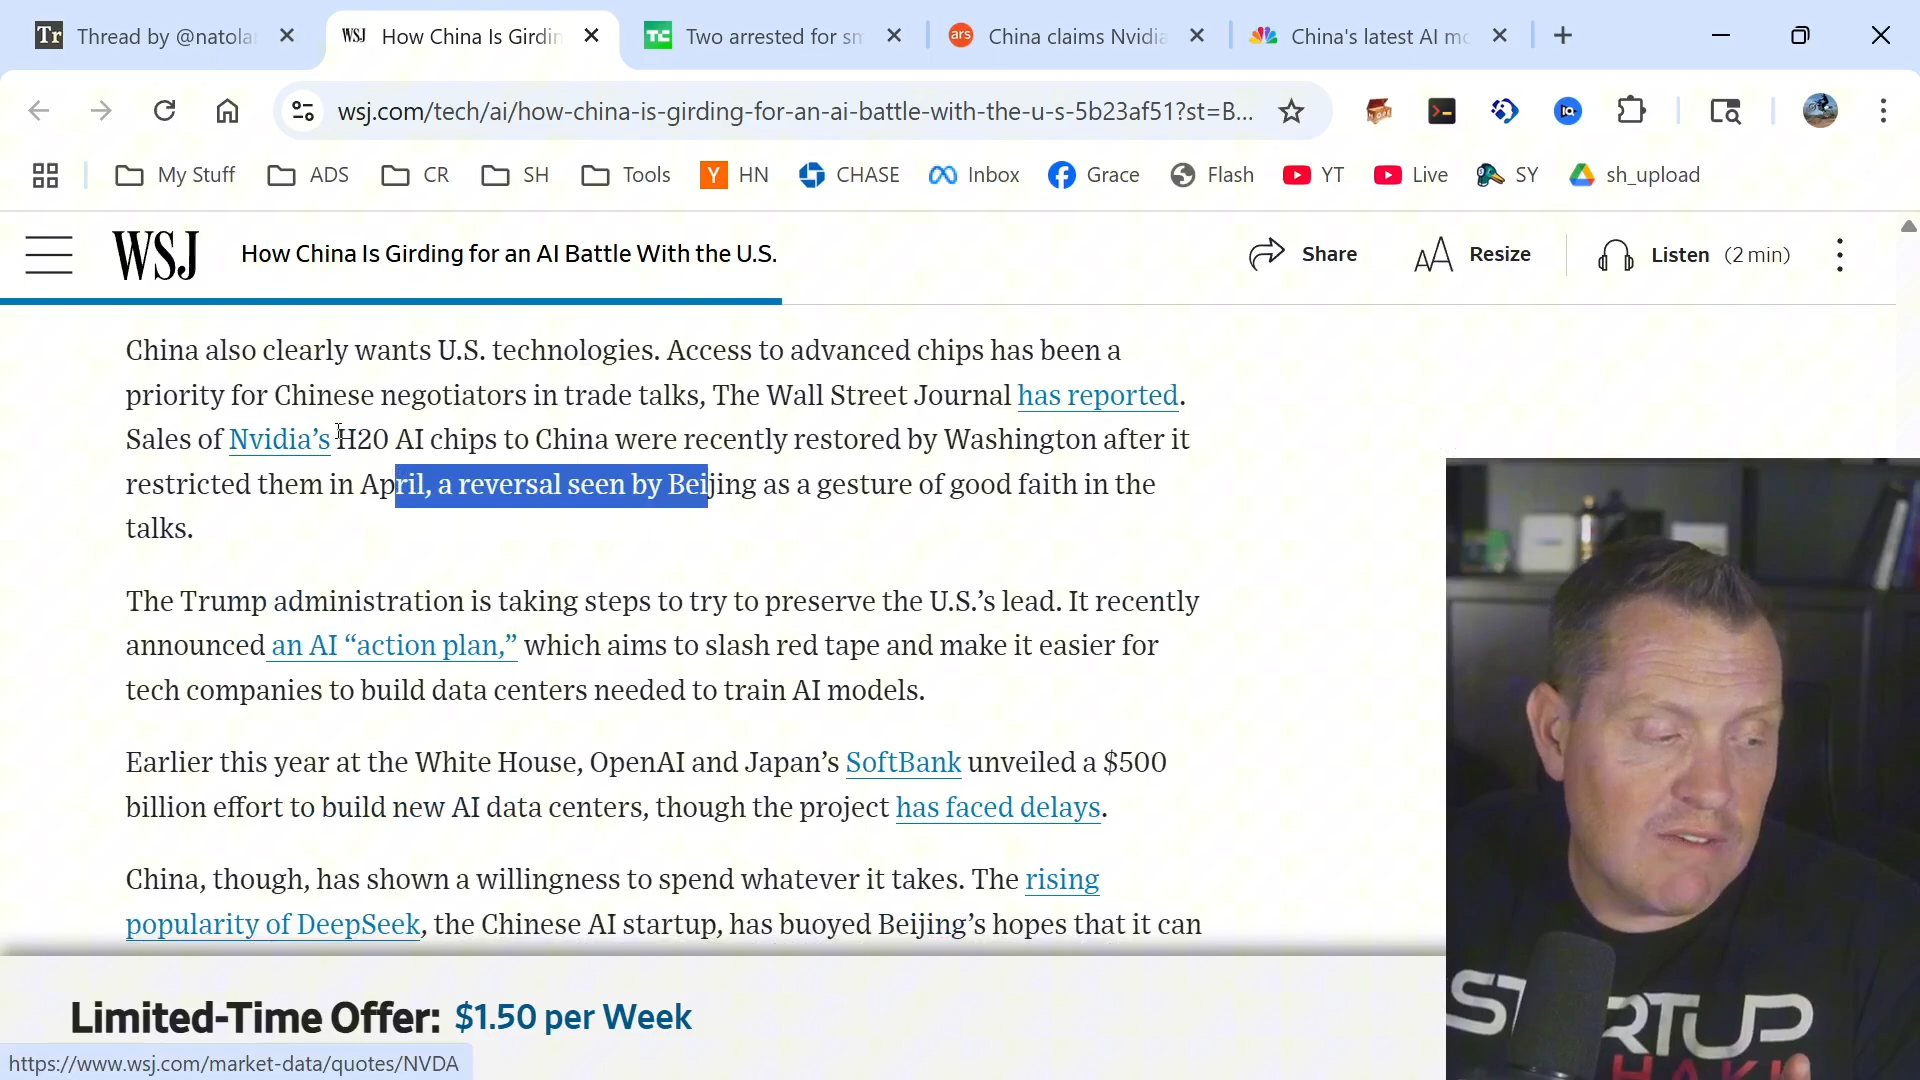 Tr Thread by @natola
WSJ How China Is Girdin
TC Two arrested for sm
ars China claims Nvidia
China's latest AI mo
wsj.com/tech/ai/how-china-is-girding-for-an-ai-battle-with-the-u-s-5b23af51?st=B...
My Stuff ADS CR SH Tools Y HN CHASE Inbox Grace Flash YT Live SY sh_upload
WSJ How China Is Girding for an AI Battle With the U.S. Share AA Resize Listen (2 min)
China also clearly wants U.S. technologies. Access to advanced chips has been a
priority for Chinese negotiators in trade talks, The Wall Street Journal has reported.
Sales of Nvidia’s H20 AI chips to China were recently restored by Washington after it
restricted them in April, a reversal seen by Beijing as a gesture of good faith in the
talks.
The Trump administration is taking steps to try to preserve the U.S.’s lead. It recently
announced an AI “action plan,” which aims to slash red tape and make it easier for
tech companies to build data centers needed to train AI models.
Earlier this year at the White House, OpenAI and Japan’s SoftBank unveiled a $500
billion effort to build new AI data centers, though the project has faced delays.
China, though, has shown a willingness to spend whatever it takes. The rising
popularity of DeepSeek, the Chinese AI startup, has buoyed Beijing’s hopes that it can
Limited-Time Offer: $1.50 per Week
https://www.wsj.com/market-data/quotes/NVDA